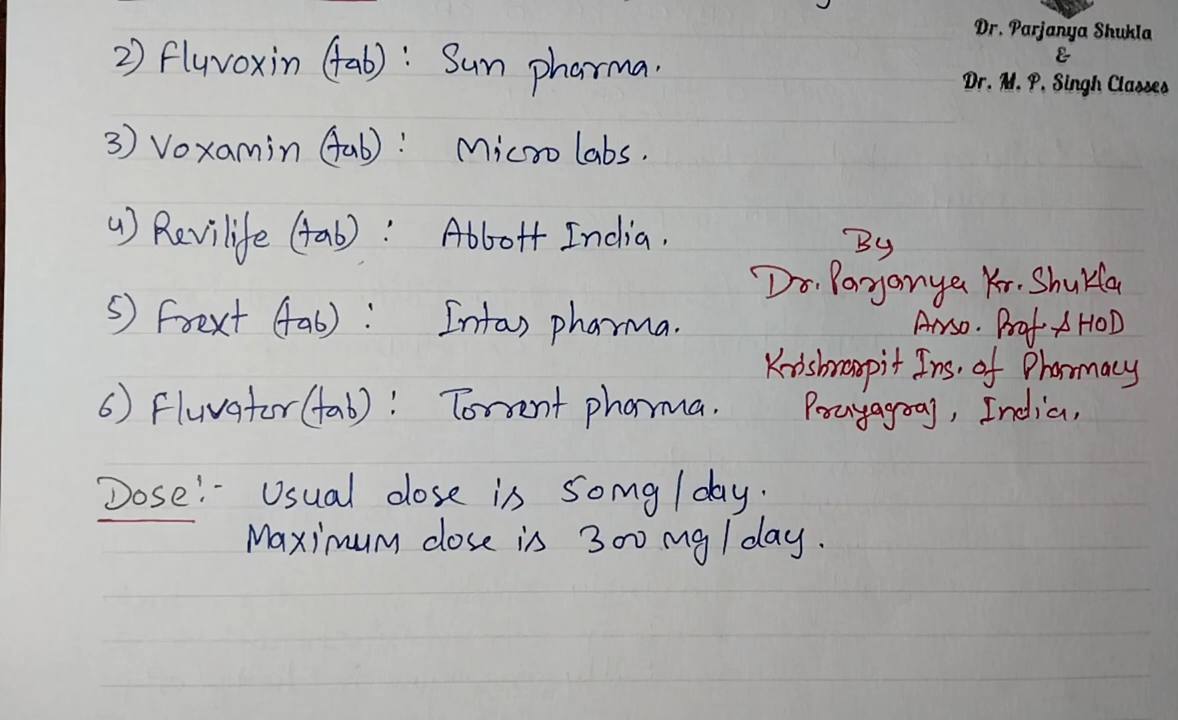 Dr. Parjanya Shukla
&
Dr. M. P. Singh Classes
2) Fluvoxin (tab) : Sun pharma.
3) Voxamin (tab) : Micro labs.
4) Revilife (tab) : Abbott India.
5) Frext (tab) : Intas pharma.
6) Fluvator (tab) : Torrent pharma.
Dose :- Usual dose is 50mg / day.
Maximum dose is 300 mg / day.
By
Dr. Parjanya Kr. Shukla
Asso. Prof & HOD
Krishnarpit Ins. of Pharmacy
Prayagraj, India.